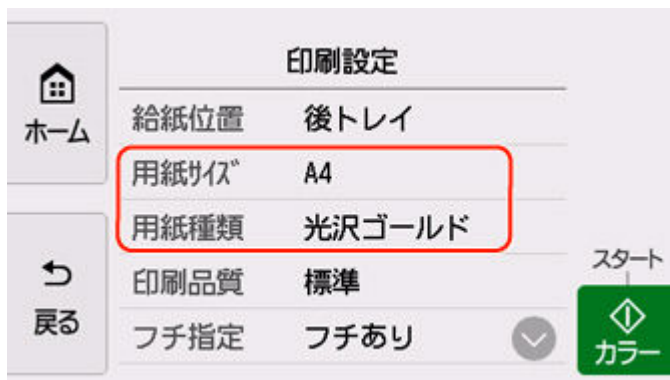 印刷設定
ホーム
給紙位置 後トレイ
用紙ｻｲｽﾞ A4
用紙種類 光沢ゴールド
印刷品質 標準
フチ指定 フチあり
戻る
スタート
カラー